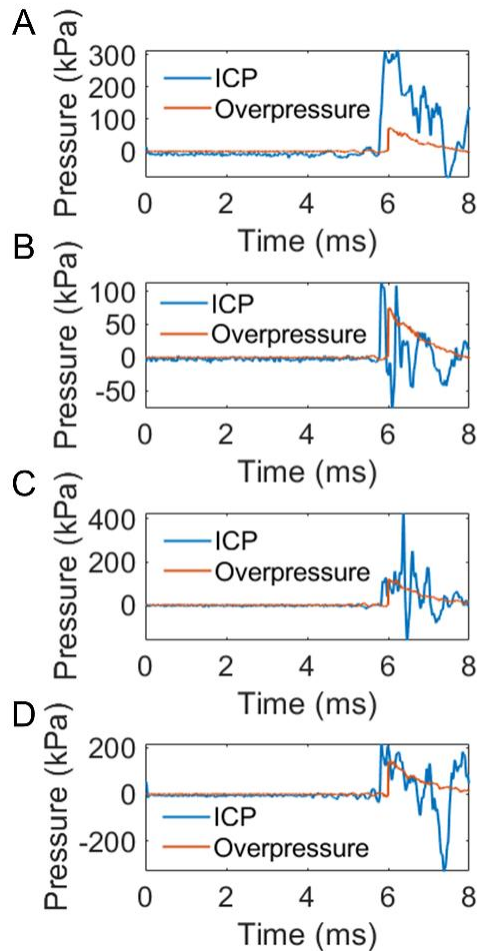 A
Pressure (kPa)
300
200
100
0
ICP
Overpressure
0 2 4 6 8
Time (ms)
B
Pressure (kPa)
100
50
0
-50
ICP
Overpressure
0 2 4 6 8
Time (ms)
C
Pressure (kPa)
400
200
0
ICP
Overpressure
0 2 4 6 8
Time (ms)
D
Pressure (kPa)
200
0
-200
ICP
Overpressure
0 2 4 6 8
Time (ms)